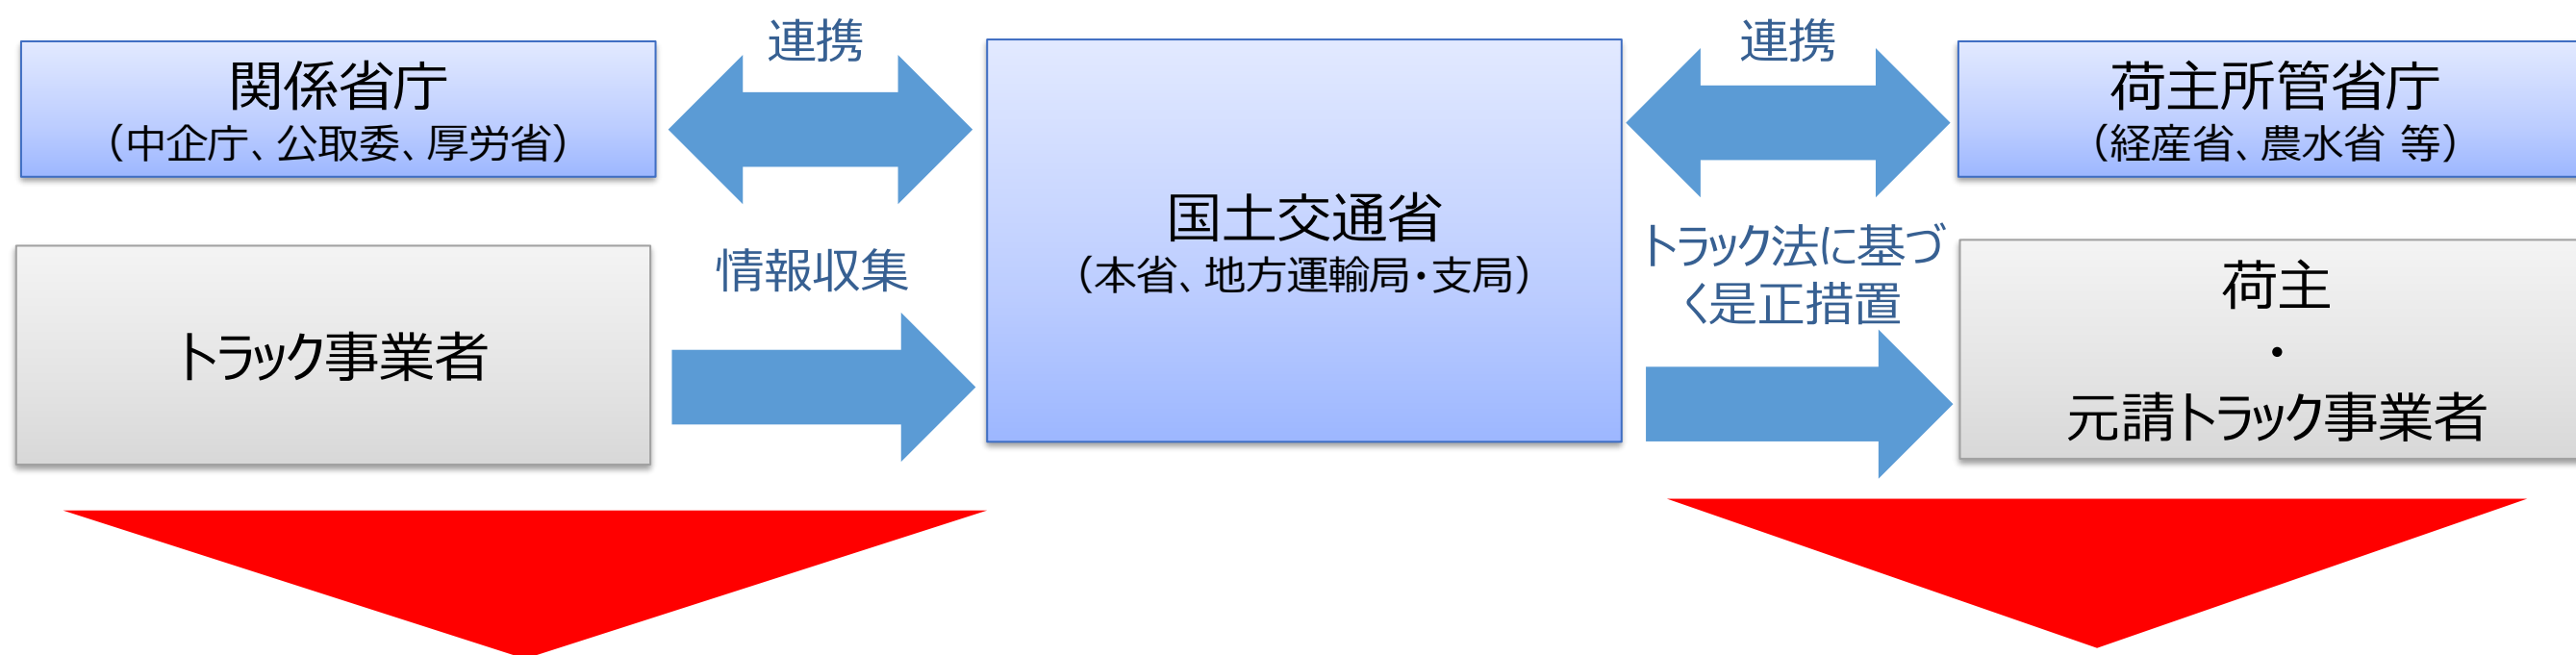 連携
関係省庁
（中企庁、公取委、厚労省）
情報収集
トラック事業者
国土交通省
（本省、地方運輸局・支局）
連携
荷主所管省庁
（経産省、農水省 等）
トラック法に基づ
く是正措置
荷主
・
元請トラック事業者